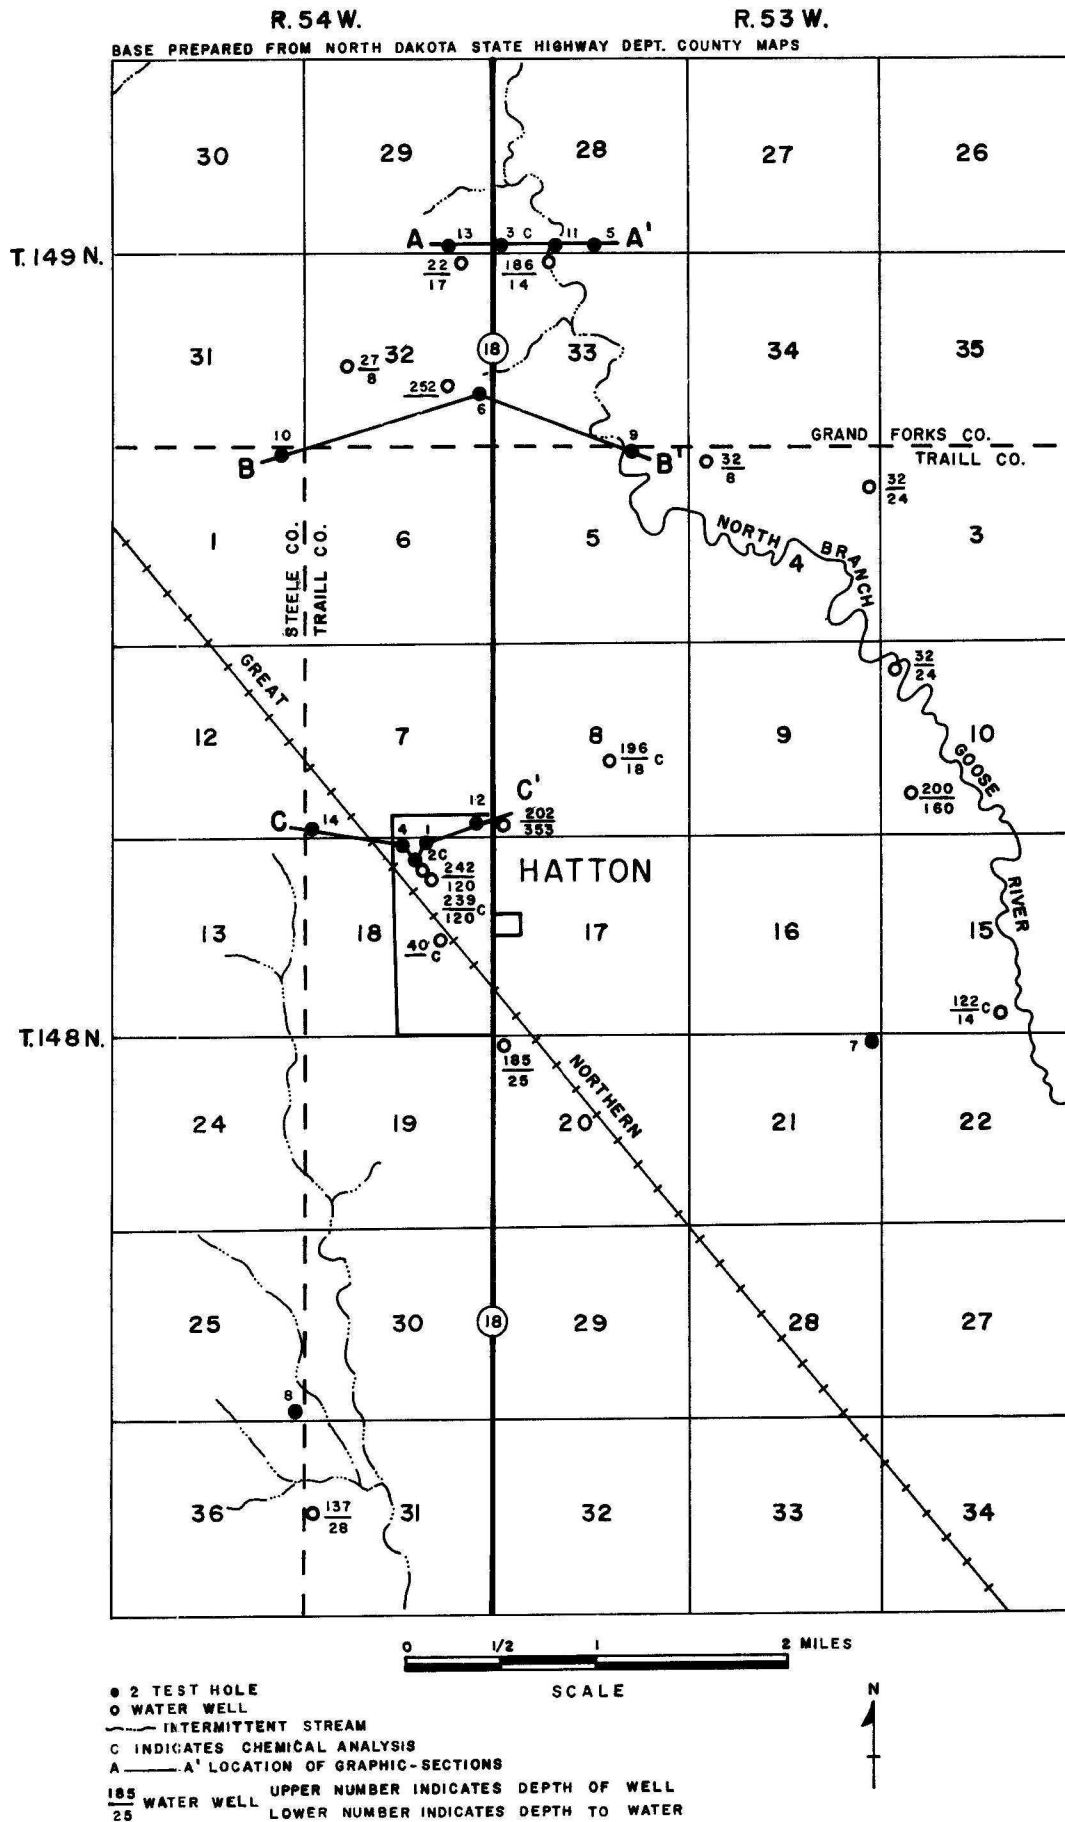 R. 54 W. R. 53 W.
BASE PREPARED FROM NORTH DAKOTA STATE HIGHWAY DEPT. COUNTY MAPS
30 29 28 27 26
A 13 3 C 11 5 A'
T. 149 N.
22
17
186
14
31 32 18 33 34 35
27
8
252
6
10 9
B B'
GRAND FORKS CO.
TRAILL CO.
32
8
32
24
STEELE CO.
TRAILL CO.
1 6 5 4 3
NORTH BRANCH GOOSE RIVER
32
24
GREAT NORTHERN
12 7 8 9 10
196
18 C
200
160
C 14 4 1 12 C'
2C
202
353
242
120
239
120 C
HATTON
13 18 17 16 15
40
C
122
14 C
T. 148 N.
7
185
25
24 19 20 21 22
25 30 18 29 28 27
8
36 31 32 33 34
137
28
0 1/2 1 2 MILES
SCALE
N
2 TEST HOLE
WATER WELL
INTERMITTENT STREAM
C INDICATES CHEMICAL ANALYSIS
A A' LOCATION OF GRAPHIC-SECTIONS
185
25
WATER WELL UPPER NUMBER INDICATES DEPTH OF WELL
LOWER NUMBER INDICATES DEPTH TO WATER